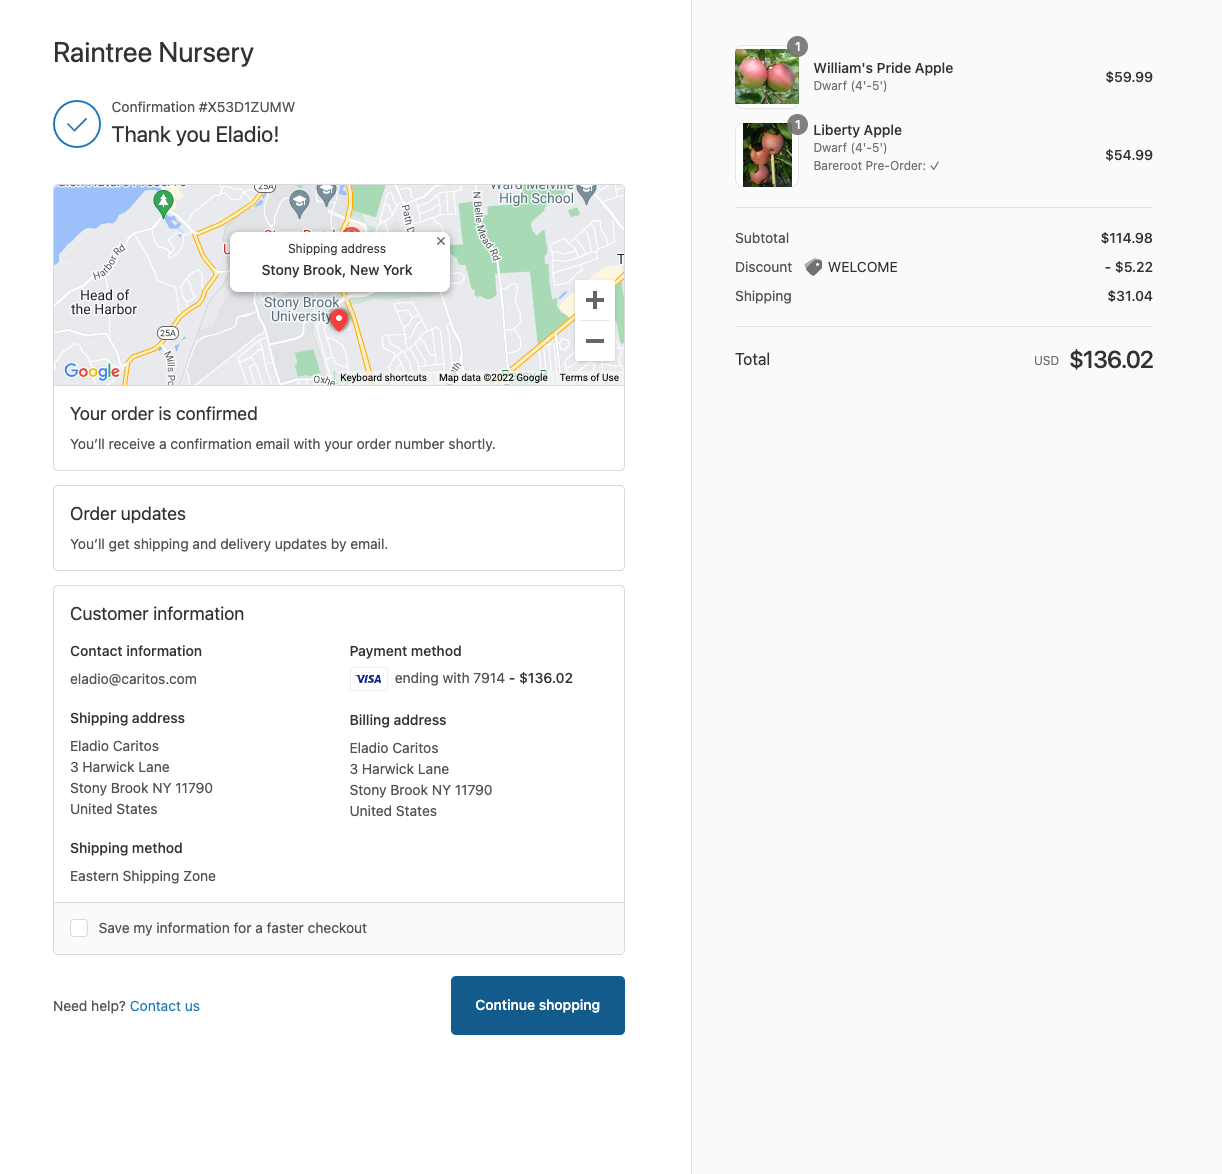 Raintree Nursery
Confirmation #X53D1ZUMW
Thank you Eladio!
25A
Ward Melville
High School
N Belle Mead Rd
Path
Harbor Rd
Shipping address
Stony Brook, New York
Head of
the Harbor
Stony Brook
University
25A
Mills
Google
Keyboard shortcuts
Map data ©2022 Google
Terms of Use
Your order is confirmed
You’ll receive a confirmation email with your order number shortly.
Order updates
You’ll get shipping and delivery updates by email.
Customer information
Contact information
eladio@caritos.com
Shipping address
Eladio Caritos
3 Harwick Lane
Stony Brook NY 11790
United States
Shipping method
Eastern Shipping Zone
Payment method
VISA ending with 7914 - $136.02
Billing address
Eladio Caritos
3 Harwick Lane
Stony Brook NY 11790
United States
Save my information for a faster checkout
Need help? Contact us
Continue shopping
1
William's Pride Apple
Dwarf (4'-5')
$59.99
1
Liberty Apple
Dwarf (4'-5')
Bareroot Pre-Order: ✓
$54.99
Subtotal $114.98
Discount WELCOME - $5.22
Shipping $31.04
Total USD $136.02